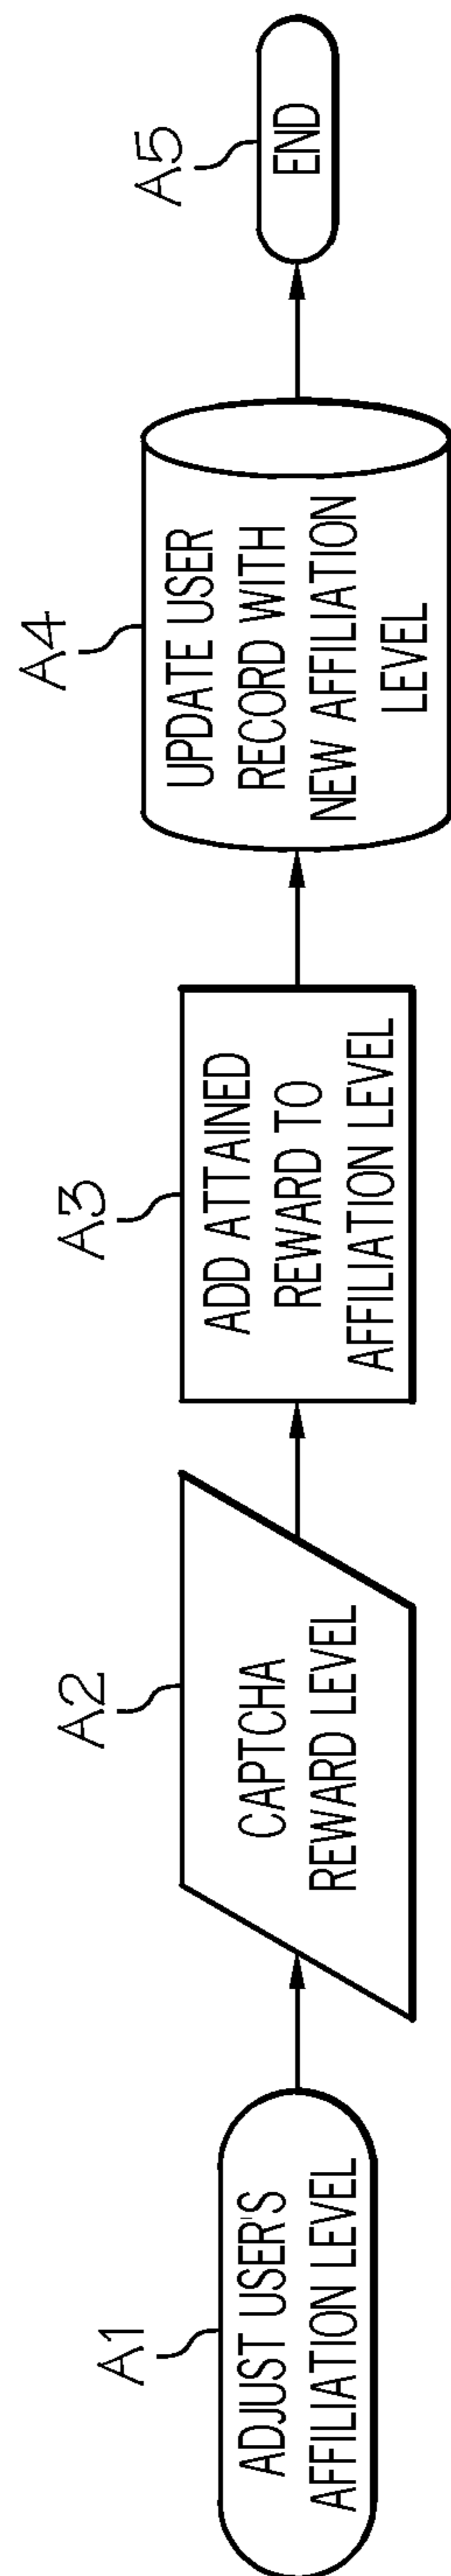 A1
ADJUST USER'S
AFFILIATION LEVEL
A2
CAPTCHA
REWARD LEVEL
A3
ADD ATTAINED
REWARD TO
AFFILIATION LEVEL
A4
UPDATE USER
RECORD WITH
NEW AFFILIATION
LEVEL
A5
END